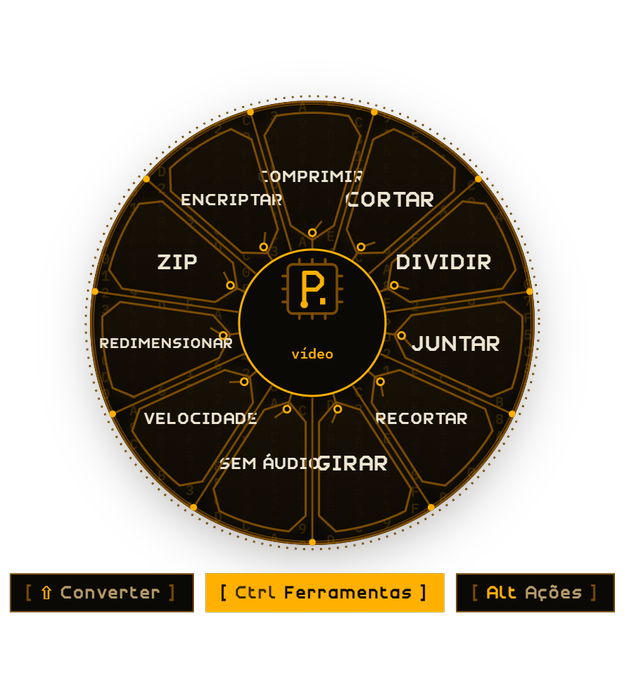 COMPRIMIR
ENCRIPTAR
CORTAR
ZIP
DIVIDIR
P.
REDIMENSIONAR
JUNTAR
vídeo
VELOCIDADE
RECORTAR
SEM ÁUDIO
GIRAR
[ ⇧ Converter ]
[ Ctrl Ferramentas ]
[ Alt Ações ]